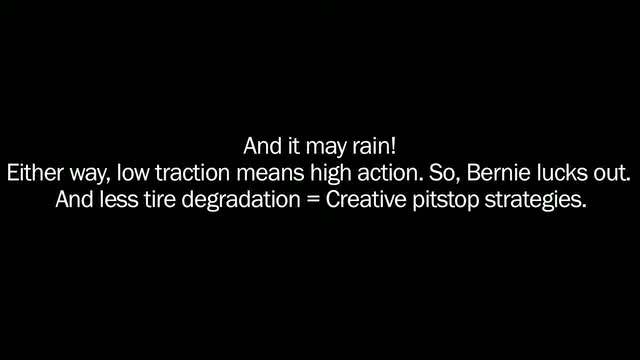 And it may rain!
Either way, low traction means high action. So, Bernie lucks out.
And less tire degradation = Creative pitstop strategies.